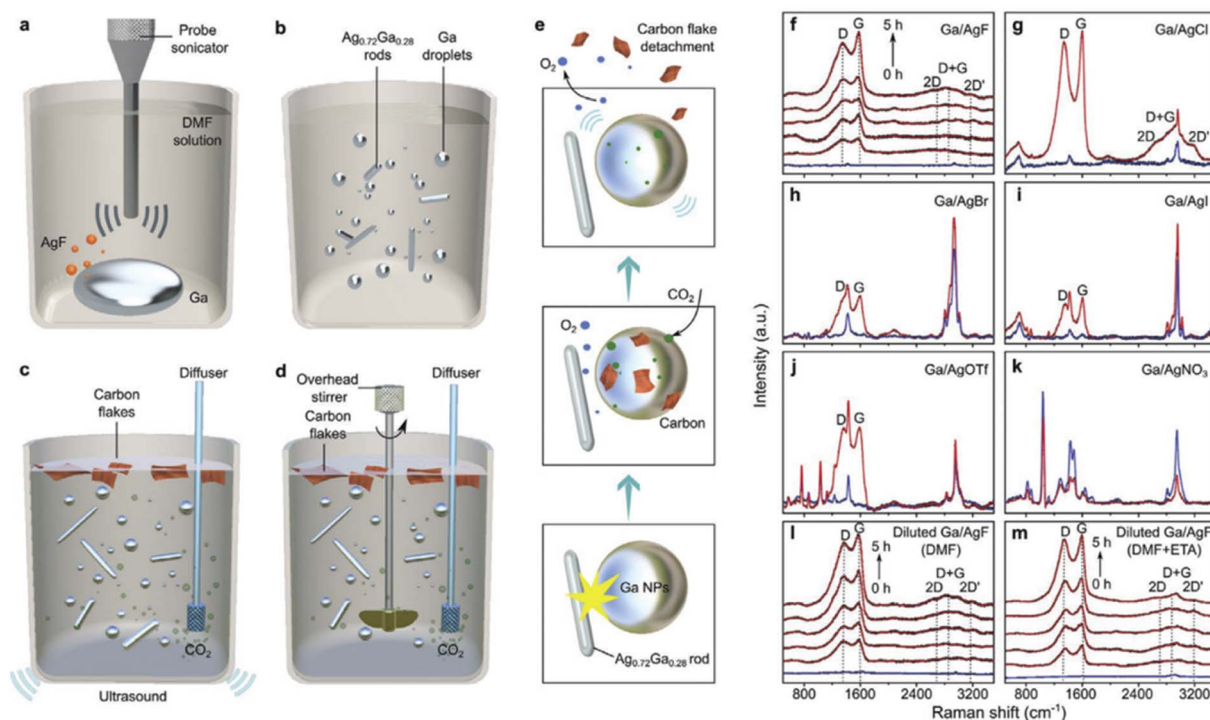 a
Probe
sonicator
DMF
solution
AgF
Ga
b
Ag0.72Ga0.28
rods
Ga
droplets
c
Diffuser
Carbon
flakes
CO2
Ultrasound
d
Overhead
stirrer
Carbon
flakes
Diffuser
CO2
e
Carbon flake
detachment
O2
O2
CO2
Carbon
Ga NPs
Ag0.72Ga0.28 rod
Intensity (a.u.)
f
Ga/AgF
D
G
5 h
0 h
2D
D+G
2D'
g
Ga/AgCl
D
G
2D
D+G
2D'
h
Ga/AgBr
D
G
i
Ga/AgI
D
G
j
Ga/AgOTf
D
G
k
Ga/AgNO3
l
Diluted Ga/AgF
(DMF)
D
G
5 h
0 h
2D
D+G
2D'
m
Diluted Ga/AgF
(DMF+ETA)
D
G
5 h
0 h
2D
D+G
2D'
800 1600 2400 3200
800 1600 2400 3200
Raman shift (cm-1)